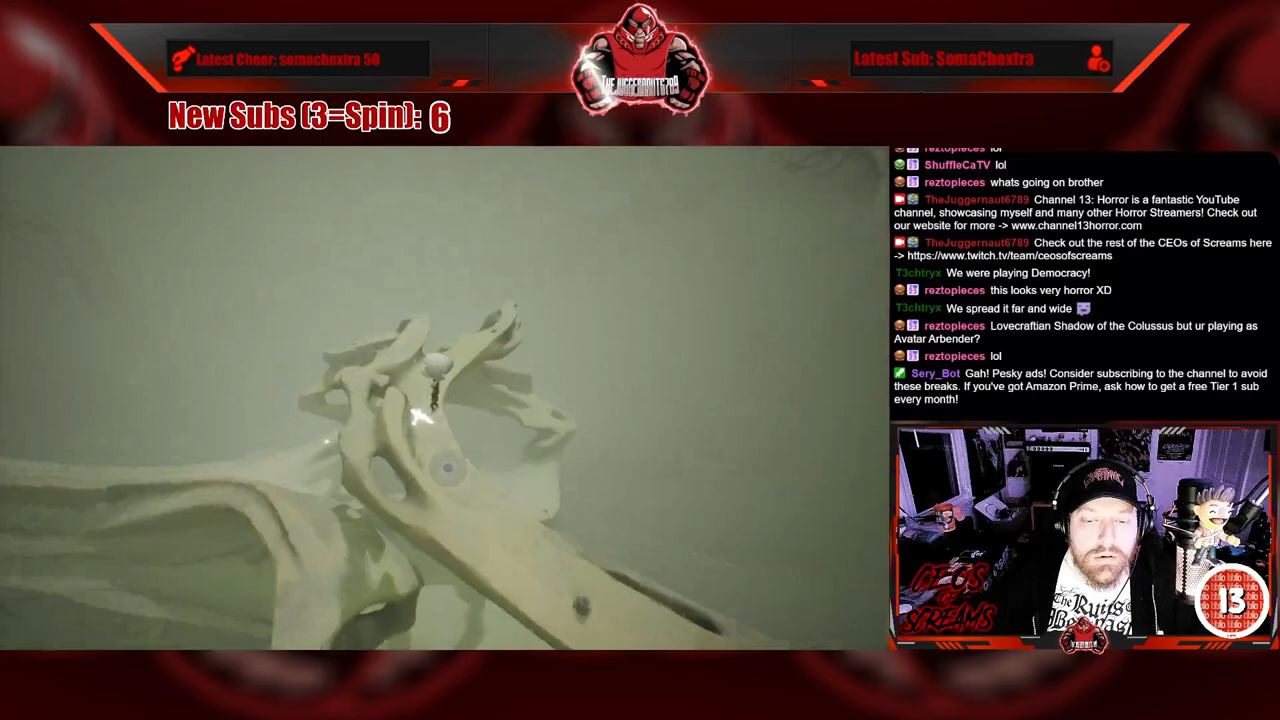 Latest Cheer: somachextra 50
THEJUGGERNAUT6789
Latest Sub: SomaChextra
New Subs (3=Spin): 6
reztopieces lol
ShuffleCaTV lol
reztopieces whats going on brother
TheJuggernaut6789 Channel 13: Horror is a fantastic YouTube
channel, showcasing myself and many other Horror Streamers! Check out
our website for more -> www.channel13horror.com
TheJuggernaut6789 Check out the rest of the CEOs of Screams here
-> https://www.twitch.tv/team/ceosofscreams
T3chtryx We were playing Democracy!
reztopieces this looks very horror XD
T3chtryx We spread it far and wide
reztopieces Lovecraftian Shadow of the Colussus but ur playing as
Avatar Arbender?
reztopieces lol
Sery_Bot Gah! Pesky ads! Consider subscribing to the channel to avoid
these breaks. If you've got Amazon Prime, ask how to get a free Tier 1 sub
every month!
CEOS
OF
SCREAMS
The
13